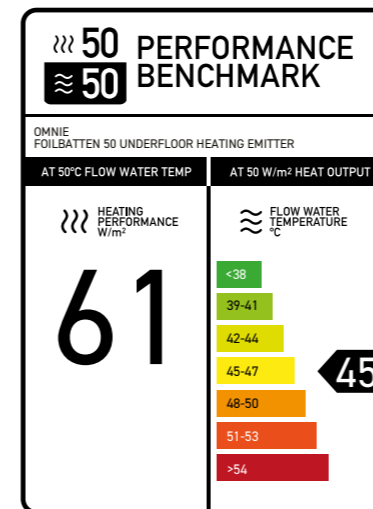 50 PERFORMANCE
50 BENCHMARK
OMNIE
FOILBATTEN 50 UNDERFLOOR HEATING EMITTER
AT 50°C FLOW WATER TEMP
HEATING
PERFORMANCE
W/m²
61
AT 50 W/m² HEAT OUTPUT
FLOW WATER
TEMPERATURE
°C
<38
39-41
42-44
45-47
45
48-50
51-53
>54